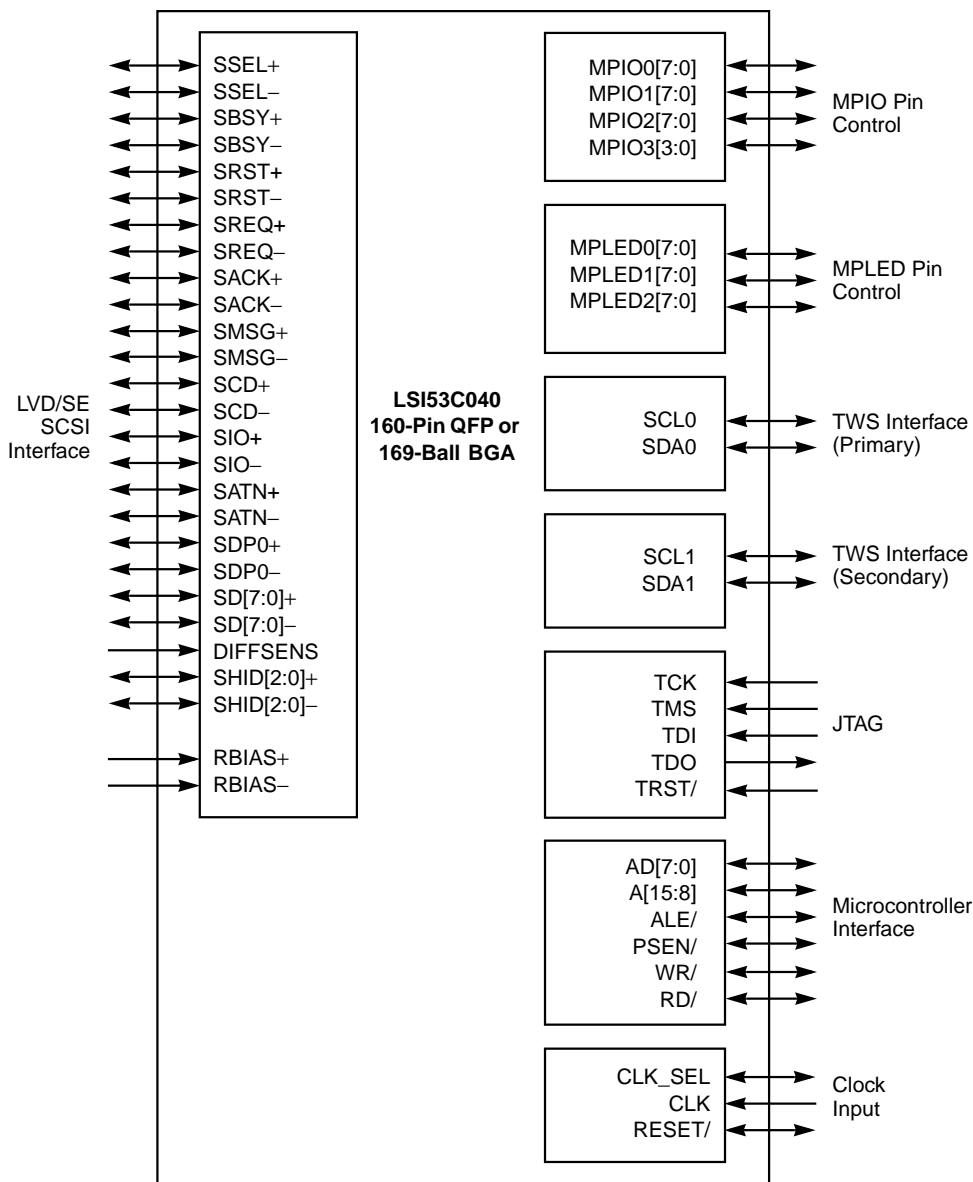 SSEL+
SSEL–
SBSY+
SBSY–
SRST+
SRST–
SREQ+
SREQ–
SACK+
SACK–
SMSG+
SMSG–
SCD+
SCD–
SIO+
SIO–
SATN+
SATN–
SDP0+
SDP0–
SD[7:0]+
SD[7:0]–
DIFFSENS
SHID[2:0]+
SHID[2:0]–
RBIAS+
RBIAS–
LVD/SE
SCSI
Interface
LSI53C040
160-Pin QFP or
169-Ball BGA
MPIO0[7:0]
MPIO1[7:0]
MPIO2[7:0]
MPIO3[3:0]
MPIO Pin
Control
MPLED0[7:0]
MPLED1[7:0]
MPLED2[7:0]
MPLED Pin
Control
SCL0
SDA0
TWS Interface
(Primary)
SCL1
SDA1
TWS Interface
(Secondary)
TCK
TMS
TDI
TDO
TRST/
JTAG
AD[7:0]
A[15:8]
ALE/
PSEN/
WR/
RD/
Microcontroller
Interface
CLK_SEL
CLK
RESET/
Clock
Input